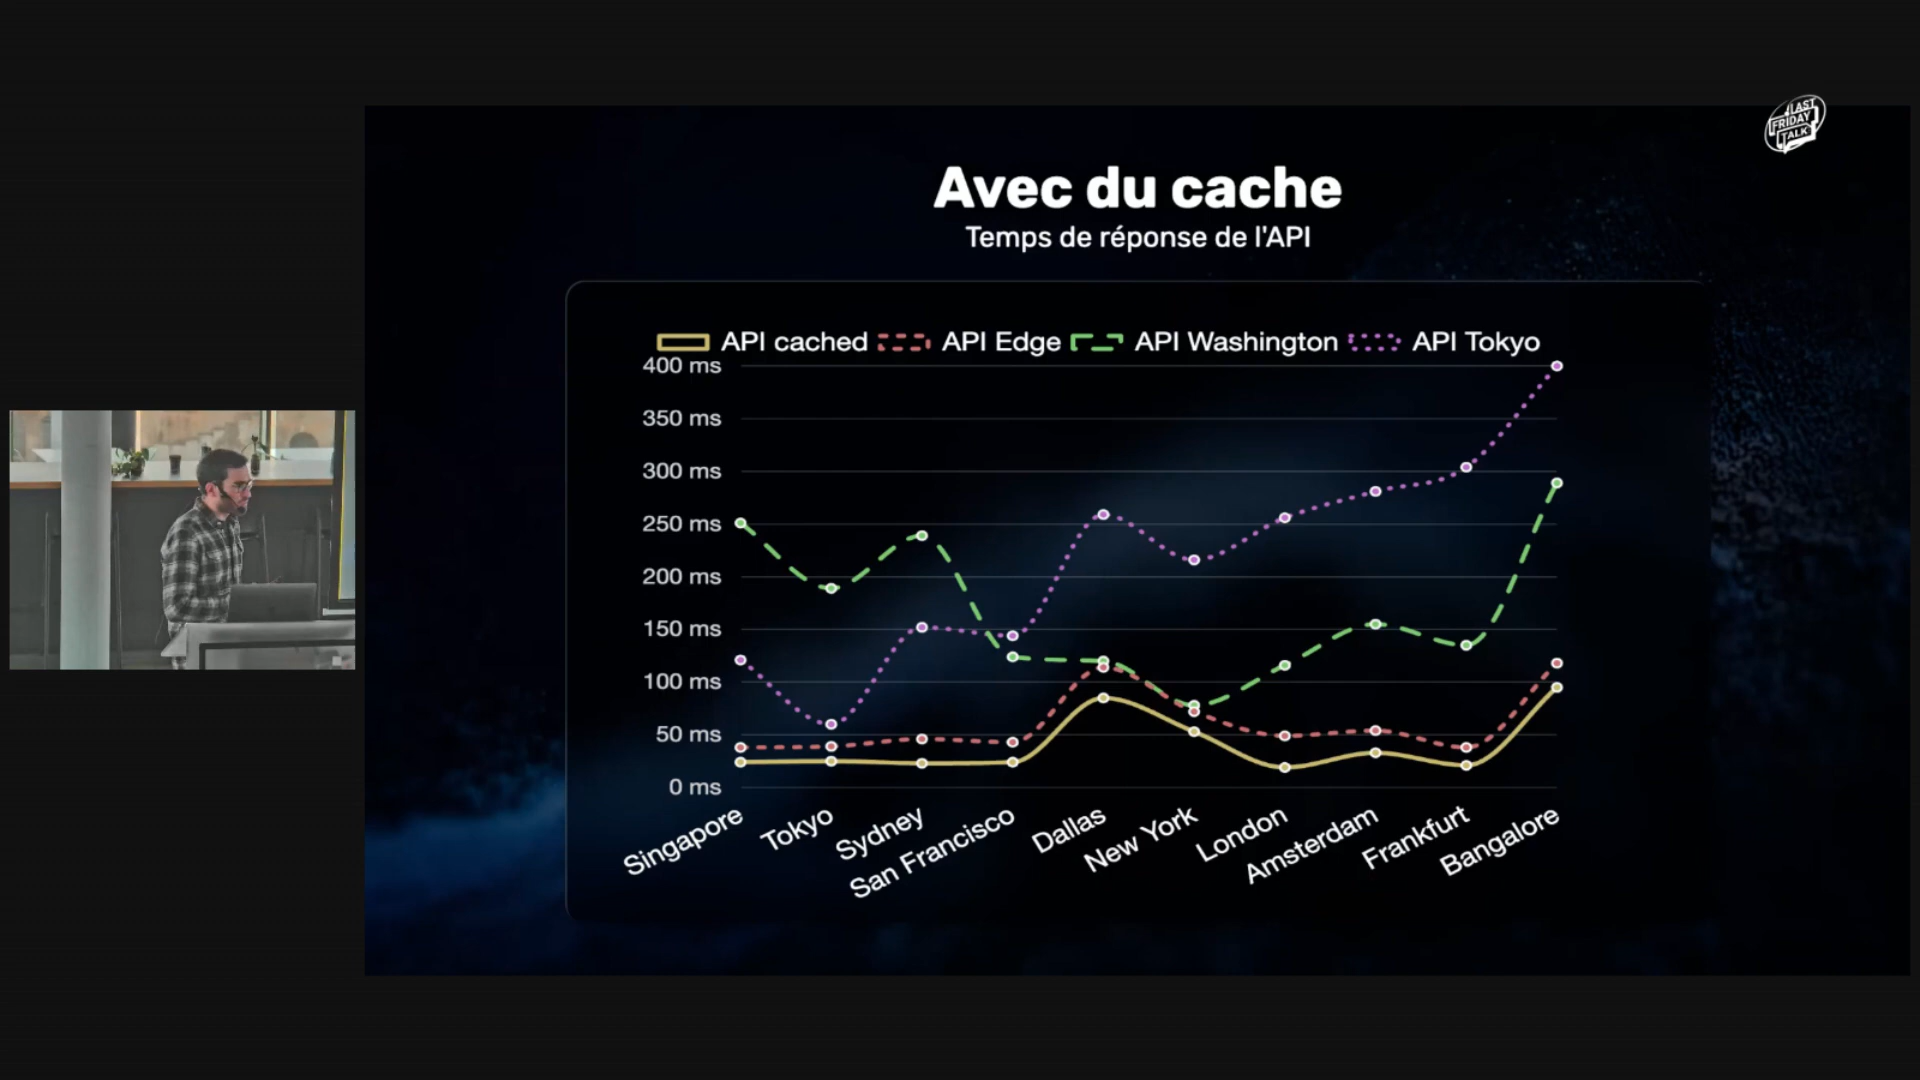 LAST
FRIDAY
TALK
Avec du cache
Temps de réponse de l'API
API cached API Edge API Washington API Tokyo
400 ms
350 ms
300 ms
250 ms
200 ms
150 ms
100 ms
50 ms
0 ms
Singapore Tokyo Sydney San Francisco Dallas New York London Amsterdam Frankfurt Bangalore